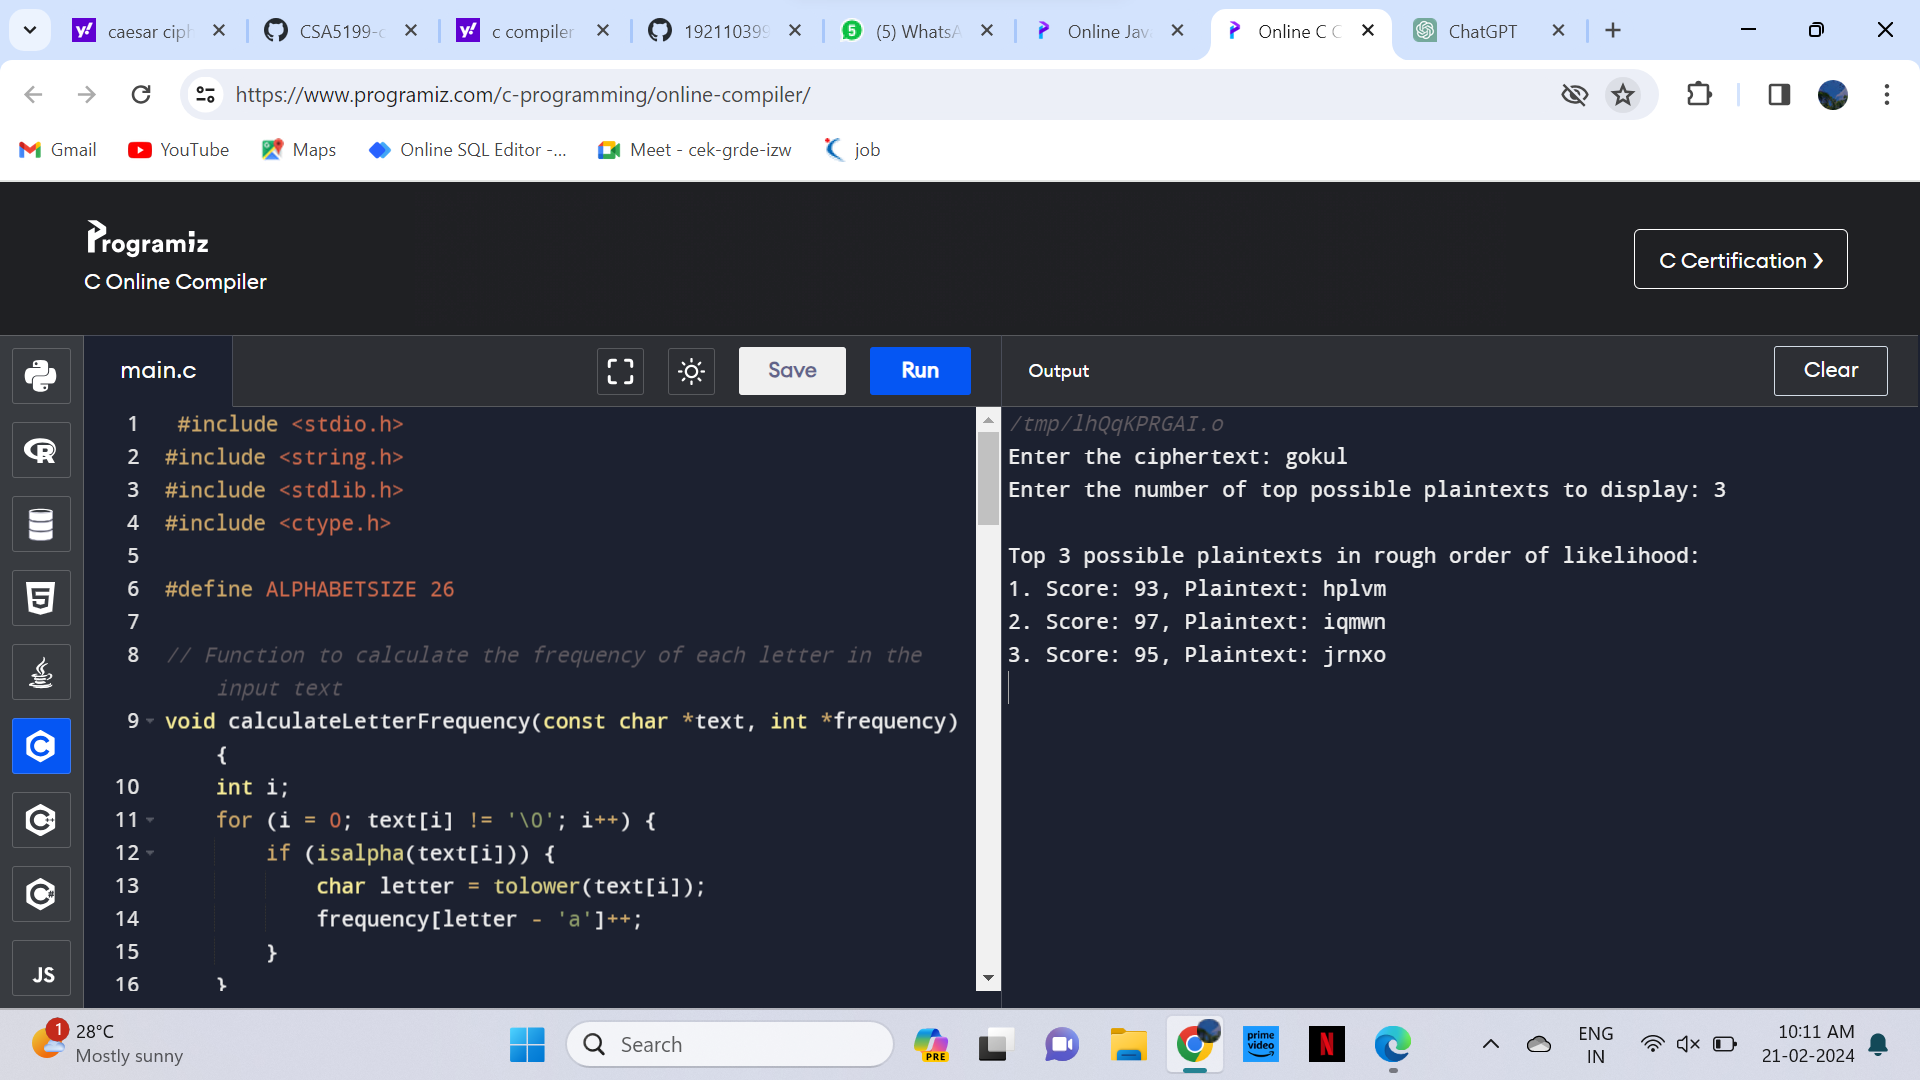 caesar ciph
CSA5199-c
c compiler
192110399
(5) WhatsA
Online Java
Online C C
ChatGPT
https://www.programiz.com/c-programming/online-compiler/
Gmail
YouTube
Maps
Online SQL Editor -...
Meet - cek-grde-izw
job
Programiz
C Online Compiler
C Certification ❯
main.c
Save
Run
Output
Clear
1 #include <stdio.h>
2 #include <string.h>
3 #include <stdlib.h>
4 #include <ctype.h>
5
6 #define ALPHABETSIZE 26
7
8 // Function to calculate the frequency of each letter in the
input text
9 void calculateLetterFrequency(const char *text, int *frequency)
{
10 int i;
11 for (i = 0; text[i] != '\0'; i++) {
12 if (isalpha(text[i])) {
13 char letter = tolower(text[i]);
14 frequency[letter - 'a']++;
15 }
16 }
/tmp/lhQqKPRGAI.o
Enter the ciphertext: gokul
Enter the number of top possible plaintexts to display: 3
Top 3 possible plaintexts in rough order of likelihood:
1. Score: 93, Plaintext: hplvm
2. Score: 97, Plaintext: iqmwn
3. Score: 95, Plaintext: jrnxo
JS
1
28°C
Mostly sunny
Search
PRE
prime
video
N
ENG
IN
10:11 AM
21-02-2024